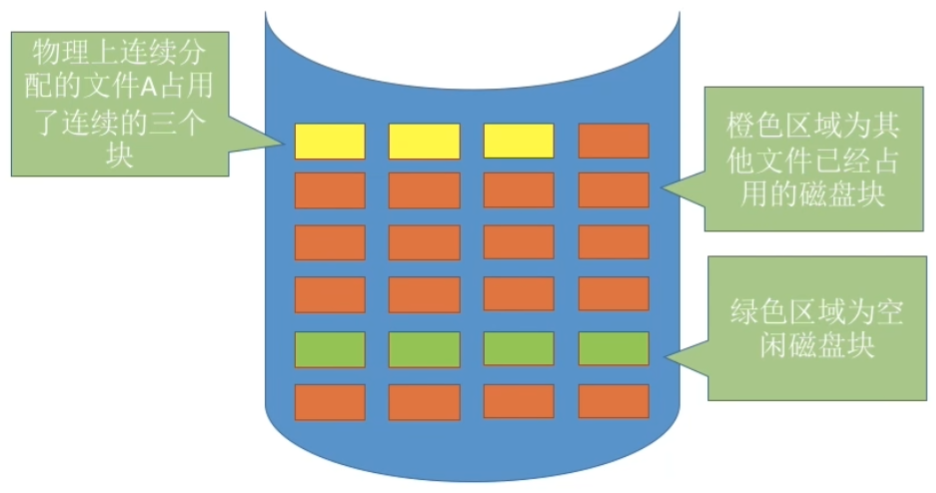 物理上连续分
配的文件A占用
了连续的三个
块
橙色区域为其
他文件已经占
用的磁盘块
绿色区域为空
闲磁盘块